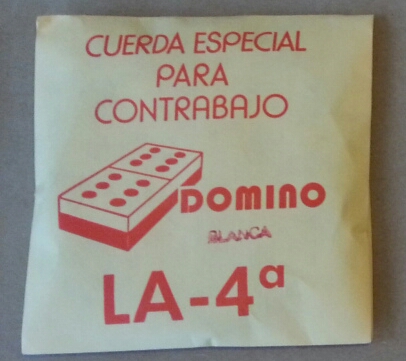 CUERDA ESPECIAL
PARA
CONTRABAJO
DOMINO
BLANCA
LA-4ª